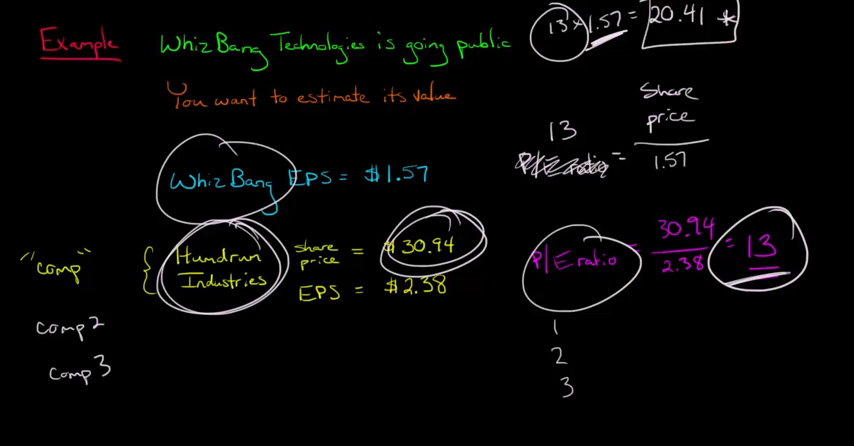 Example WhizBang Technologies is going public
13 × 1.57 = 20.41 *
You want to estimate its value
13 = Share price / 1.57
WhizBang EPS = $1.57
"comp" { Humdrum Industries share price = $30.94
EPS = $2.38
P/E ratio = 30.94 / 2.38 = 13
comp 2
comp 3
1
2
3